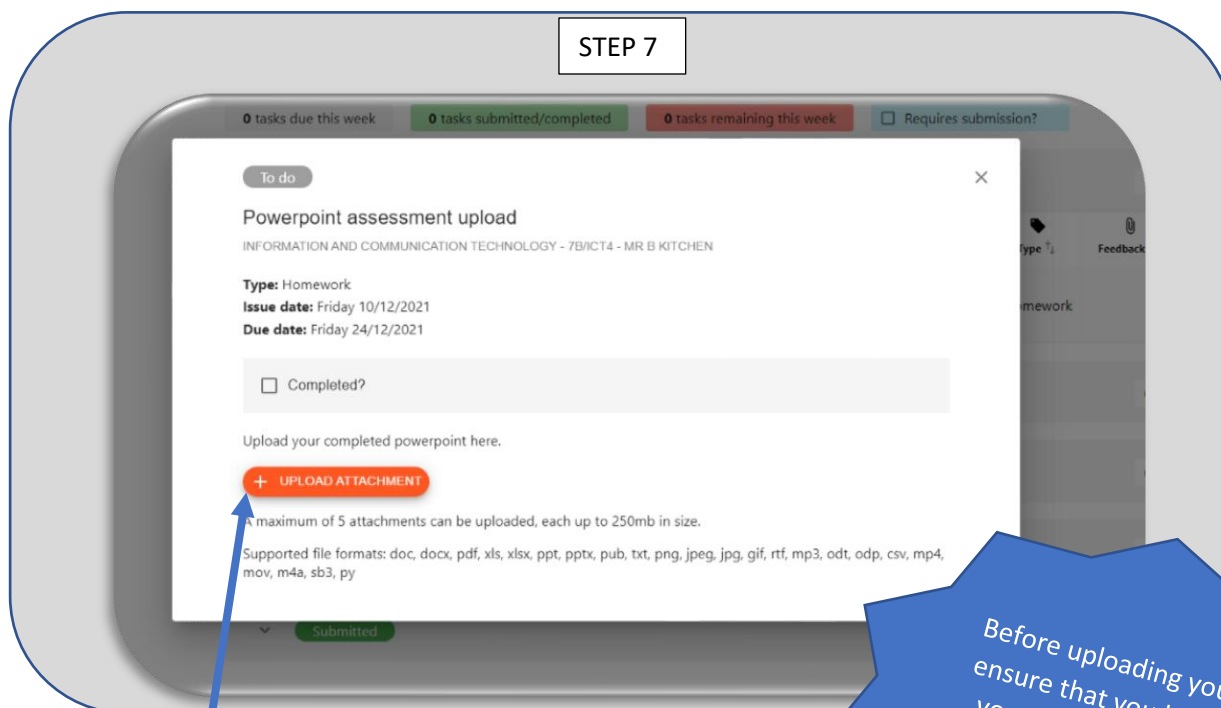 STEP 7
0 tasks due this week 0 tasks submitted/completed 0 tasks remaining this week Requires submission?
To do
Powerpoint assessment upload
INFORMATION AND COMMUNICATION TECHNOLOGY - 7B/ICT4 - MR B KITCHEN
Type Feedback
Type: Homework
Issue date: Friday 10/12/2021
Due date: Friday 24/12/2021
Completed?
Upload your completed powerpoint here.
+ UPLOAD ATTACHMENT
A maximum of 5 attachments can be uploaded, each up to 250mb in size.
Supported file formats: doc, docx, pdf, xls, xlsx, ppt, pptx, pub, txt, png, jpeg, jpg, gif, rtf, mp3, odt, odp, csv, mp4,
mov, m4a, sb3, py
Submitted
Before uploading
ensure that you